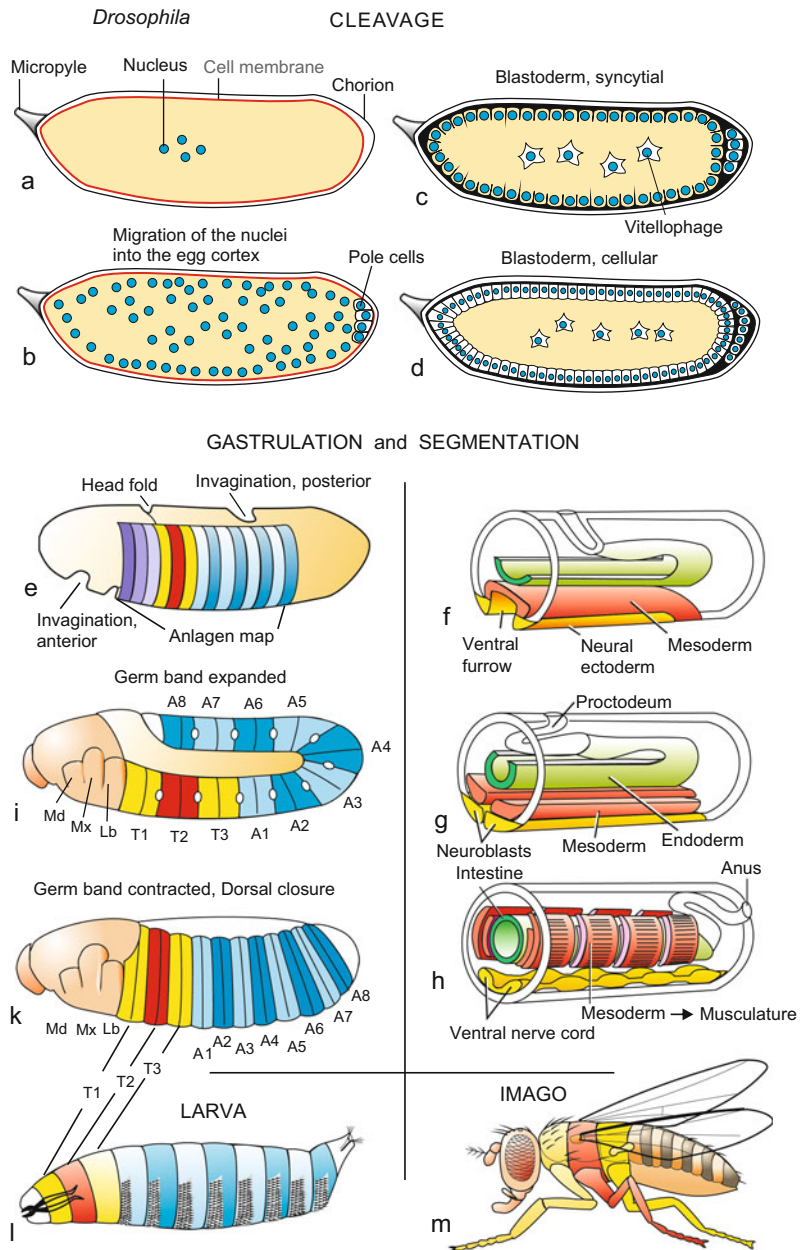 Drosophila CLEAVAGE
Micropyle
Nucleus
Cell membrane
Chorion
a
Blastoderm, syncytial
c
Vitellophage
Migration of the nuclei
into the egg cortex
Pole cells
b
Blastoderm, cellular
d
GASTRULATION and SEGMENTATION
Head fold
Invagination, posterior
e
Invagination,
anterior
Anlagen map
f
Ventral
furrow
Neural
ectoderm
Mesoderm
Germ band expanded
A8
A7
A6
A5
A4
A3
A2
A1
T3
T2
T1
Lb
Mx
Md
i
Proctodeum
g
Neuroblasts
Mesoderm
Endoderm
Germ band contracted, Dorsal closure
k
Md
Mx
Lb
A1
A2
A3
A4
A5
A6
A7
A8
Intestine
Anus
h
Mesoderm → Musculature
Ventral nerve cord
T1
T2
T3
LARVA
l
IMAGO
m